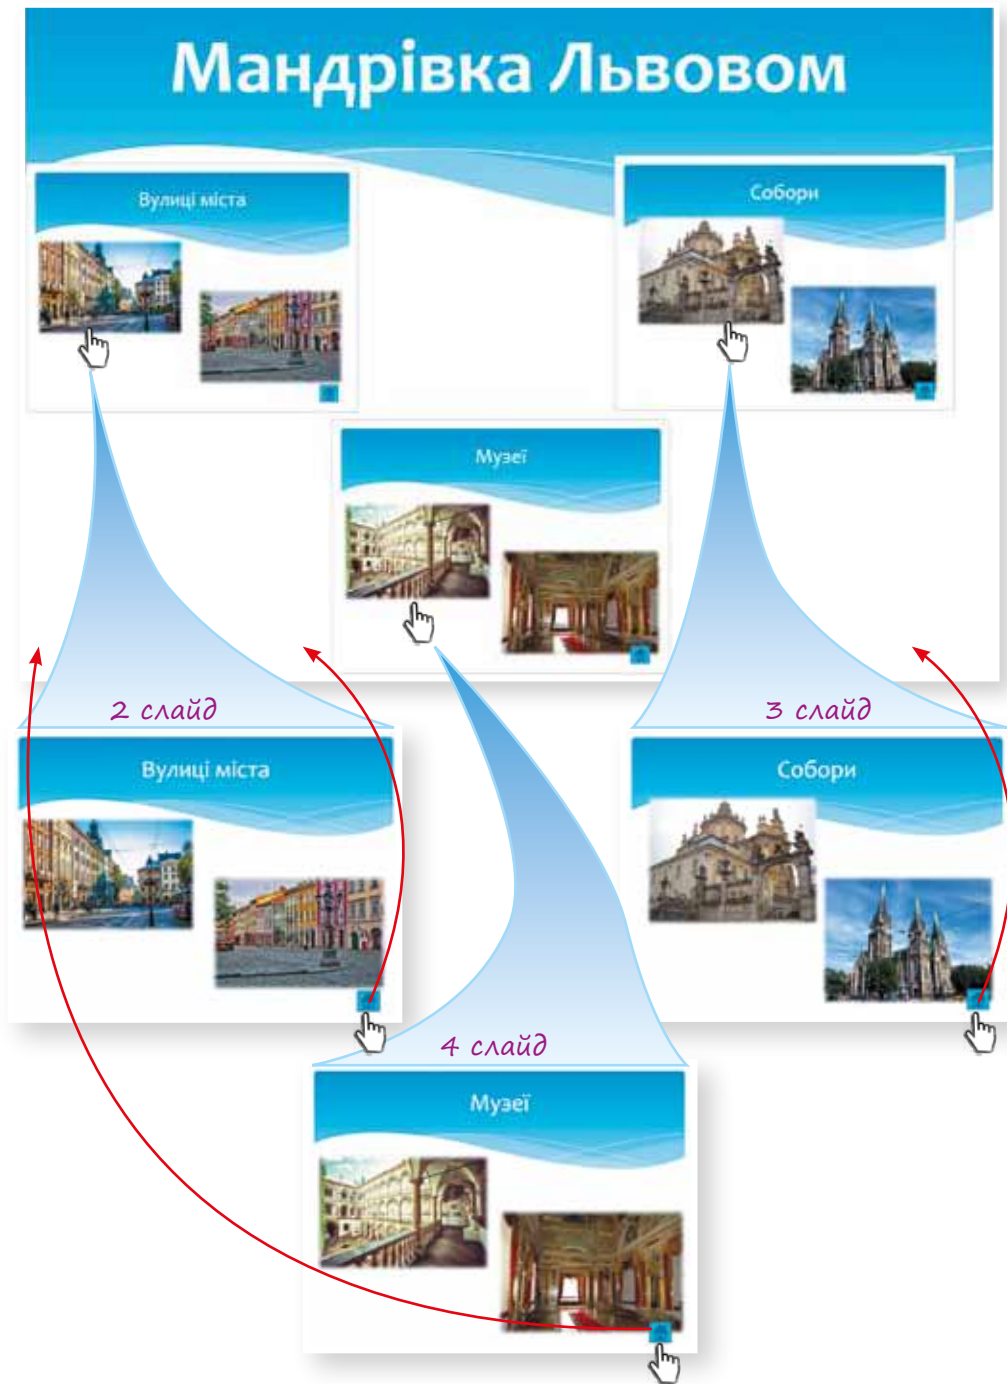 Мандрівка Львовом
Вулиці міста
Собори
Музеї
2 слайд
3 слайд
Вулиці міста
Собори
4 слайд
Музеї